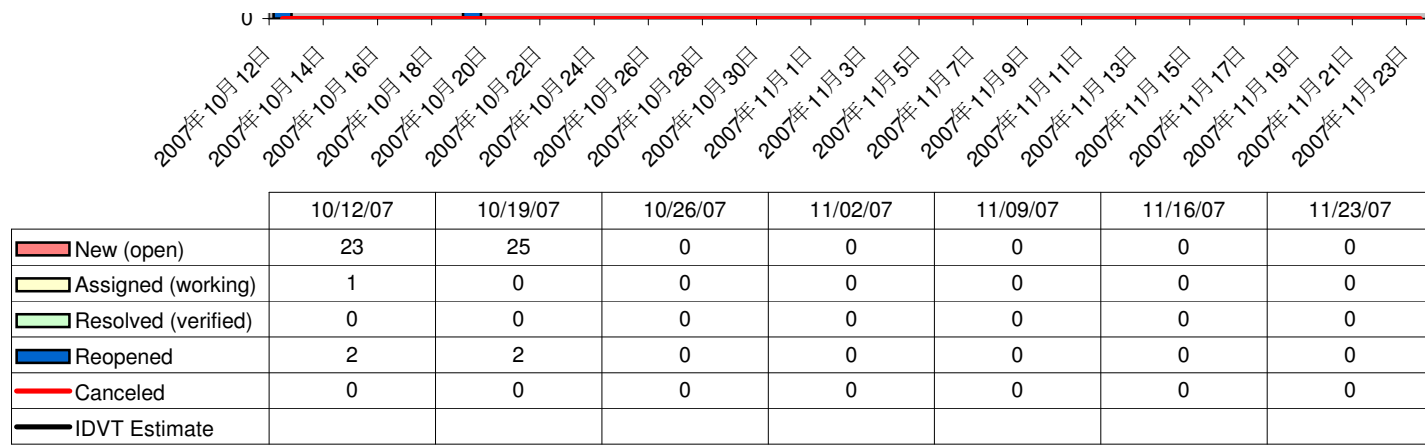 0
2007年10月12日
2007年10月14日
2007年10月16日
2007年10月18日
2007年10月20日
2007年10月22日
2007年10月24日
2007年10月26日
2007年10月28日
2007年10月30日
2007年11月1日
2007年11月3日
2007年11月5日
2007年11月7日
2007年11月9日
2007年11月11日
2007年11月13日
2007年11月15日
2007年11月17日
2007年11月19日
2007年11月21日
2007年11月23日
10/12/07 10/19/07 10/26/07 11/02/07 11/09/07 11/16/07 11/23/07
New (open) 23 25 0 0 0 0 0
Assigned (working) 1 0 0 0 0 0 0
Resolved (verified) 0 0 0 0 0 0 0
Reopened 2 2 0 0 0 0 0
Canceled 0 0 0 0 0 0 0
IDVT Estimate